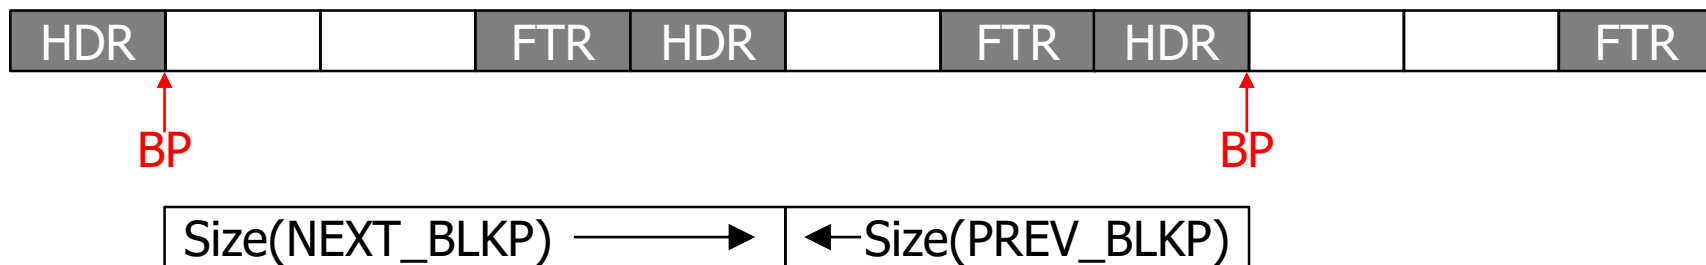 HDR FTR HDR FTR HDR FTR
BP BP
Size(NEXT_BLKP) Size(PREV_BLKP)